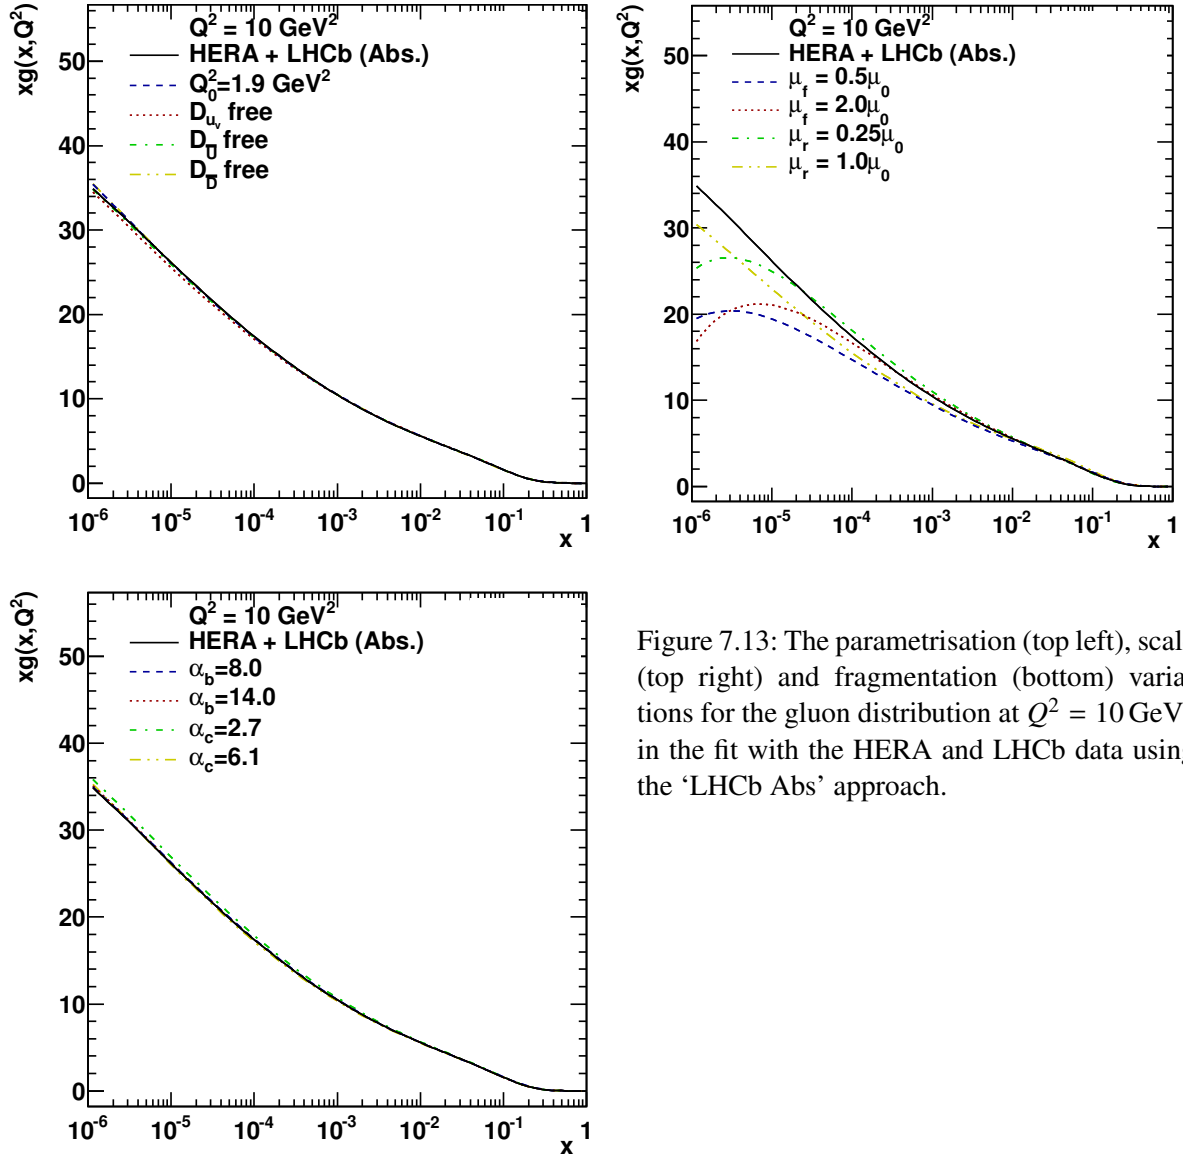 xg(x,Q²)
Q² = 10 GeV²
HERA + LHCb (Abs.)
Q₀²=1.9 GeV²
D_{u_v} free
D_{U̅} free
D_{D̅} free
50
40
30
20
10
0
10⁻⁶ 10⁻⁵ 10⁻⁴ 10⁻³ 10⁻² 10⁻¹ 1
x
xg(x,Q²)
Q² = 10 GeV²
HERA + LHCb (Abs.)
μ_f = 0.5μ₀
μ_f = 2.0μ₀
μ_r = 0.25μ₀
μ_r = 1.0μ₀
50
40
30
20
10
0
10⁻⁶ 10⁻⁵ 10⁻⁴ 10⁻³ 10⁻² 10⁻¹ 1
x
xg(x,Q²)
Q² = 10 GeV²
HERA + LHCb (Abs.)
α_b=8.0
α_b=14.0
α_c=2.7
α_c=6.1
50
40
30
20
10
0
10⁻⁶ 10⁻⁵ 10⁻⁴ 10⁻³ 10⁻² 10⁻¹ 1
x
Figure 7.13: The parametrisation (top left), scal
(top right) and fragmentation (bottom) varia
tions for the gluon distribution at Q² = 10 GeV
in the fit with the HERA and LHCb data using
the ‘LHCb Abs’ approach.